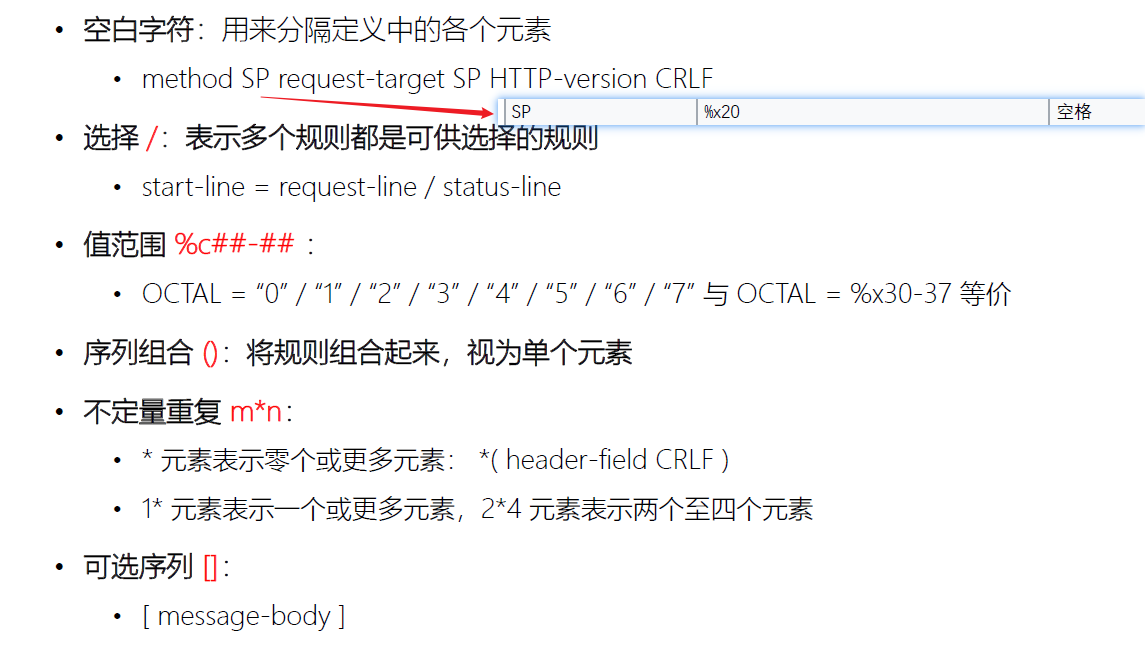 • 空白字符：用来分隔定义中的各个元素
• method SP request-target SP HTTP-version CRLF
SP %x20 空格
• 选择 /：表示多个规则都是可供选择的规则
• start-line = request-line / status-line
• 值范围 %c##-## ：
• OCTAL = “0” / “1” / “2” / “3” / “4” / “5” / “6” / “7” 与 OCTAL = %x30-37 等价
• 序列组合 ()：将规则组合起来，视为单个元素
• 不定量重复 m*n：
• * 元素表示零个或更多元素： *( header-field CRLF )
• 1* 元素表示一个或更多元素，2*4 元素表示两个至四个元素
• 可选序列 []：
• [ message-body ]